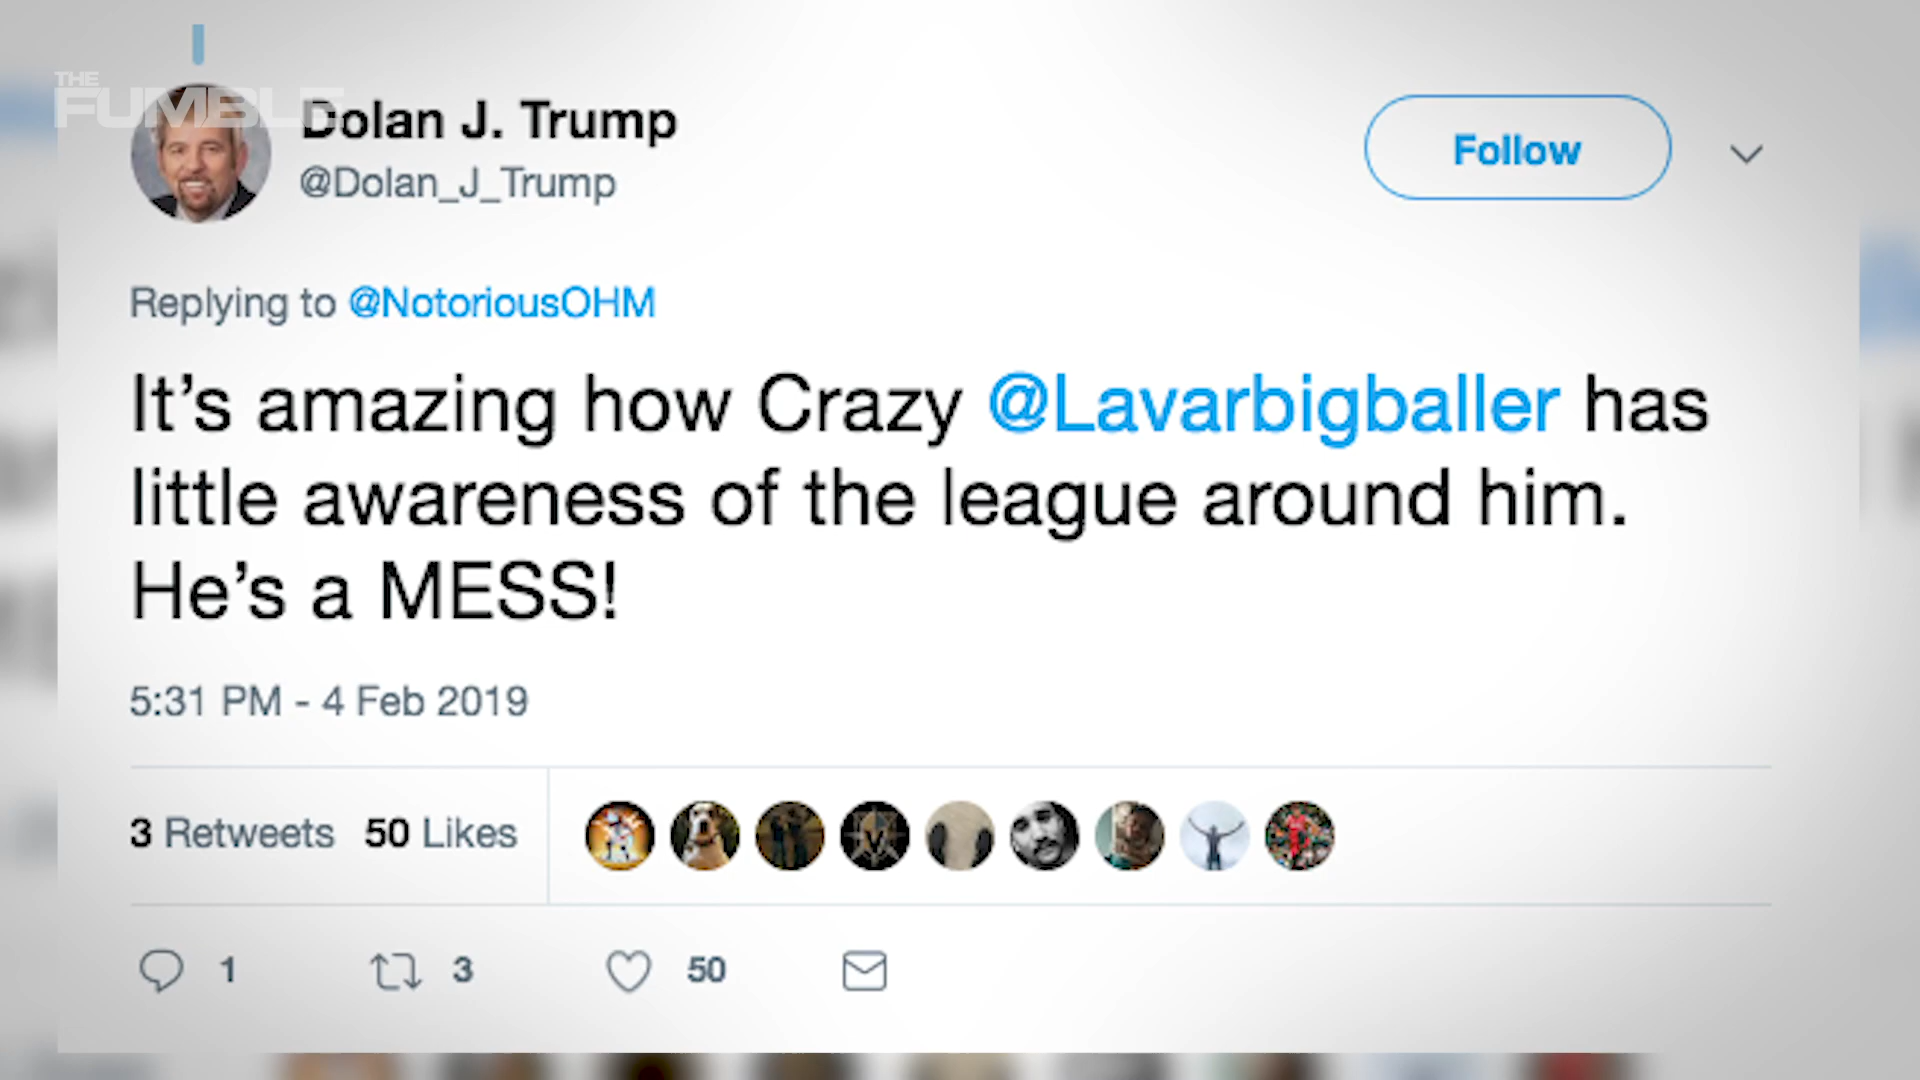 THE
FUMBLE
Dolan J. Trump
@Dolan_J_Trump
Follow
Replying to @NotoriousOHM
It's amazing how Crazy @Lavarbigballer has
little awareness of the league around him.
He's a MESS!
5:31 PM - 4 Feb 2019
3 Retweets 50 Likes
1 3 50